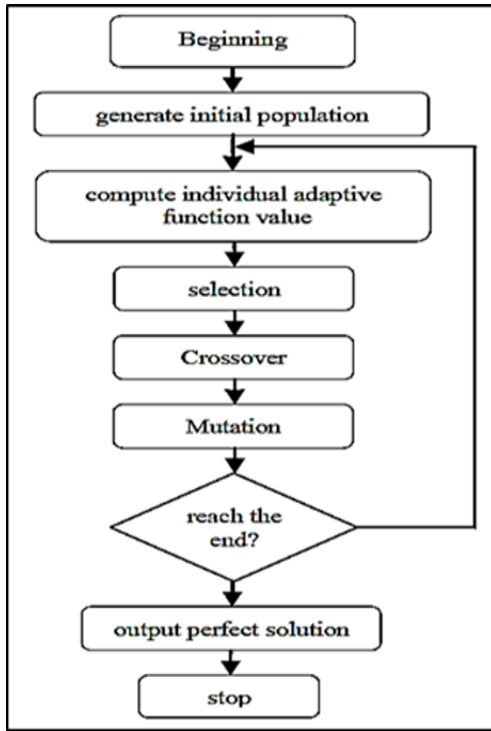 Beginning
generate initial population
compute individual adaptive
function value
selection
Crossover
Mutation
reach the
end?
output perfect solution
stop